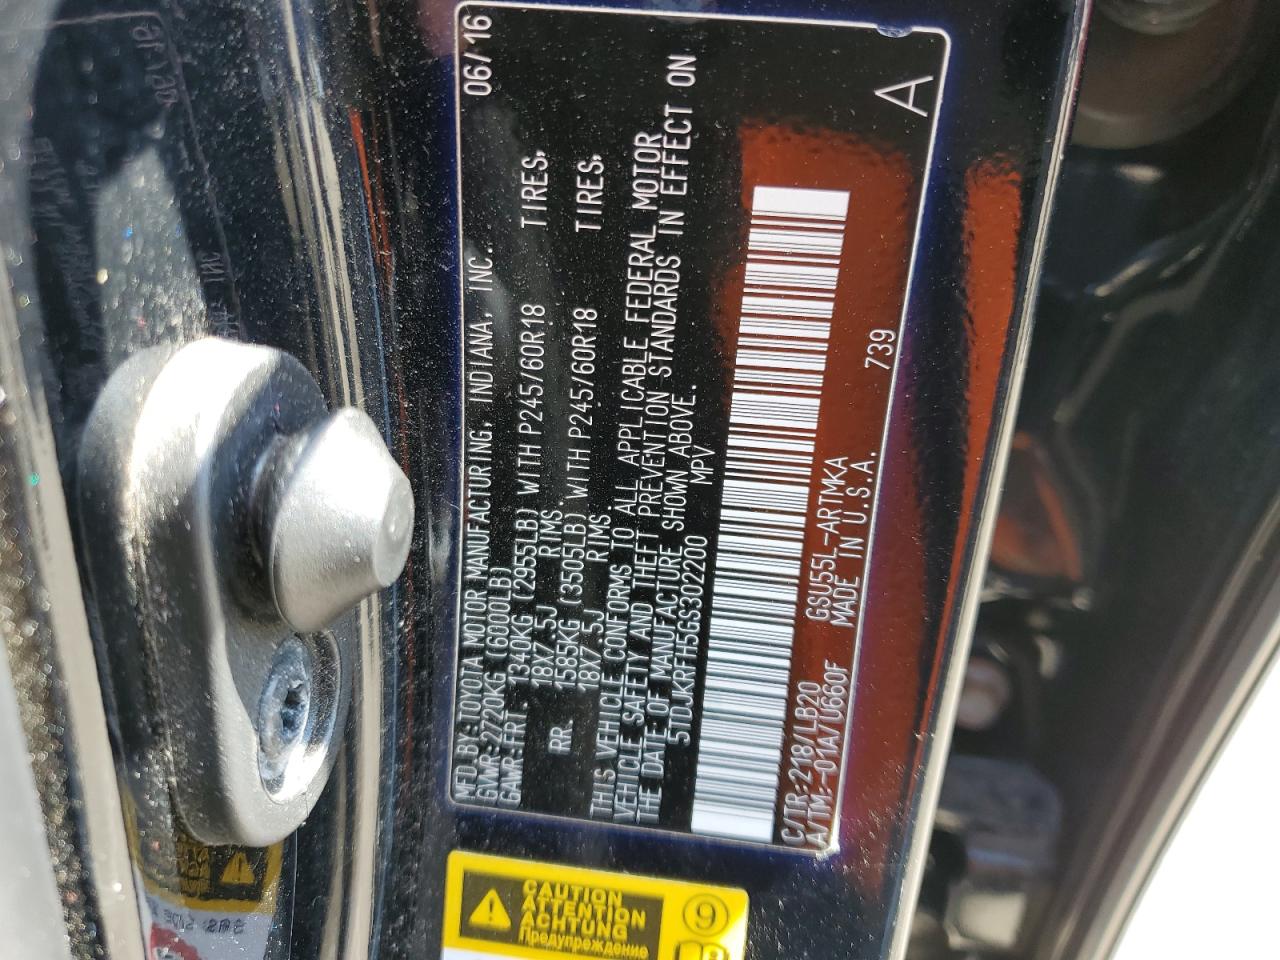 MFD.BY:TOYOTA MOTOR MANUFACTURING, INDIANA, INC. 06/16
GVWR:2720KG (6000LB)
GAWR:FRT. 1340KG (2955LB) WITH P245/60R18 TIRES,
18X7.5J RIMS
RR. 1585KG (3505LB) WITH P245/60R18 TIRES,
18X7.5J RIMS.
THIS VEHICLE CONFORMS TO ALL APPLICABLE FEDERAL MOTOR
VEHICLE SAFETY AND THEFT PREVENTION STANDARDS IN EFFECT ON
THE DATE OF MANUFACTURE SHOWN ABOVE.
5TDJKRFH5GS302200 MPV
C/TR:218/LB20 GSU55L-ARTMKA 739
A/TM:-01A/U660F MADE IN U.S.A.
A
CAUTION
ATTENTION
ACHTUNG
Предупреждение
9